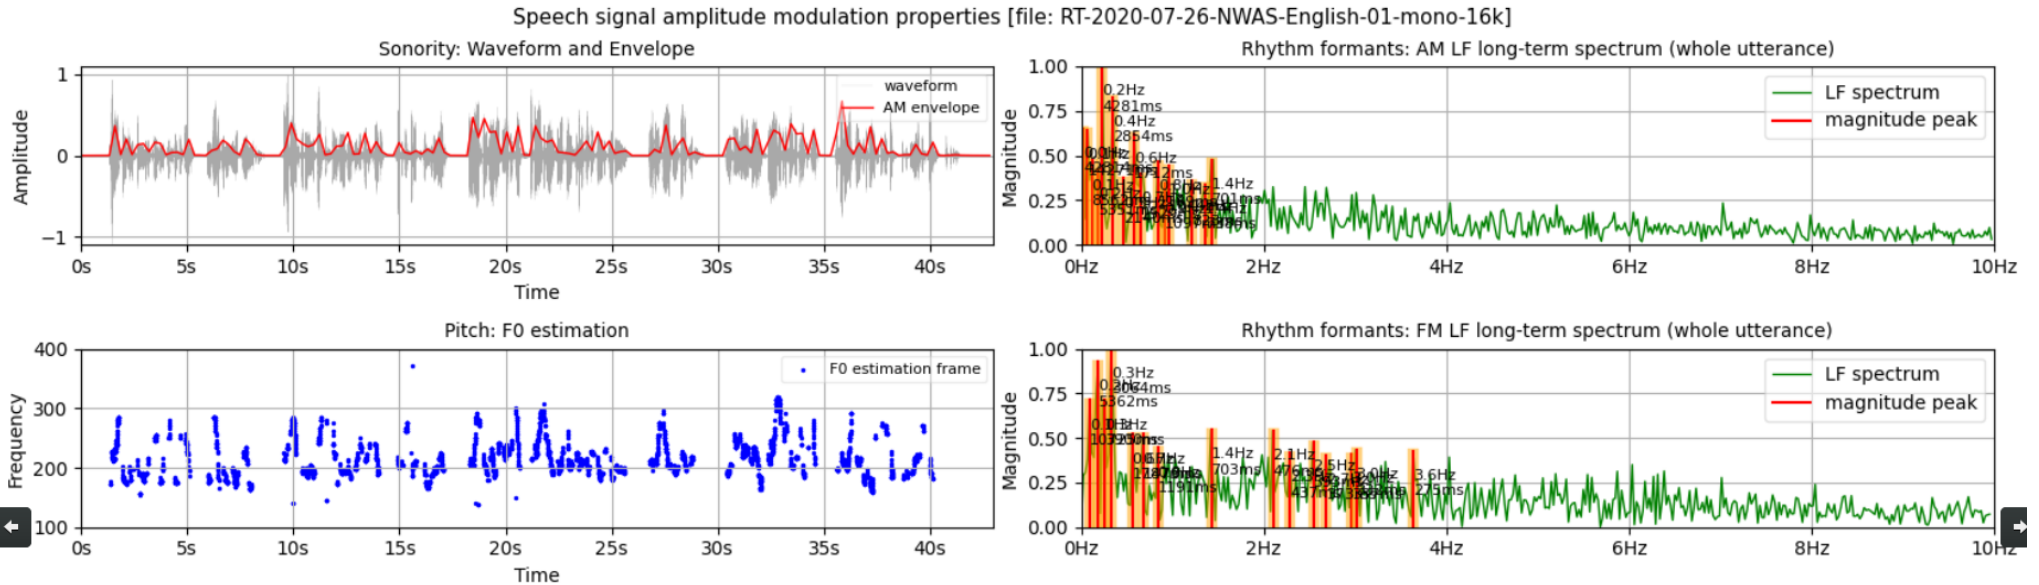 Speech signal amplitude modulation properties [file: RT-2020-07-26-NWAS-English-01-mono-16k]
Sonority: Waveform and Envelope
Amplitude
1
0
−1
waveform
AM envelope
0s 5s 10s 15s 20s 25s 30s 35s 40s
Time
Rhythm formants: AM LF long-term spectrum (whole utterance)
Magnitude
1.00
0.75
0.50
0.25
0.00
LF spectrum
magnitude peak
0.2Hz
4281ms
0.4Hz
2854ms
0.6Hz
1712ms
0.1Hz
1.4Hz
701ms
0Hz 2Hz 4Hz 6Hz 8Hz 10Hz
Pitch: F0 estimation
Frequency
400
300
200
100
F0 estimation frame
0s 5s 10s 15s 20s 25s 30s 35s 40s
Time
Rhythm formants: FM LF long-term spectrum (whole utterance)
Magnitude
1.00
0.75
0.50
0.25
0.00
LF spectrum
magnitude peak
0.3Hz
3064ms
5362ms
1191ms
1.4Hz
703ms
2.1Hz
2.5Hz
3.0Hz
3.6Hz
275ms
0Hz 2Hz 4Hz 6Hz 8Hz 10Hz